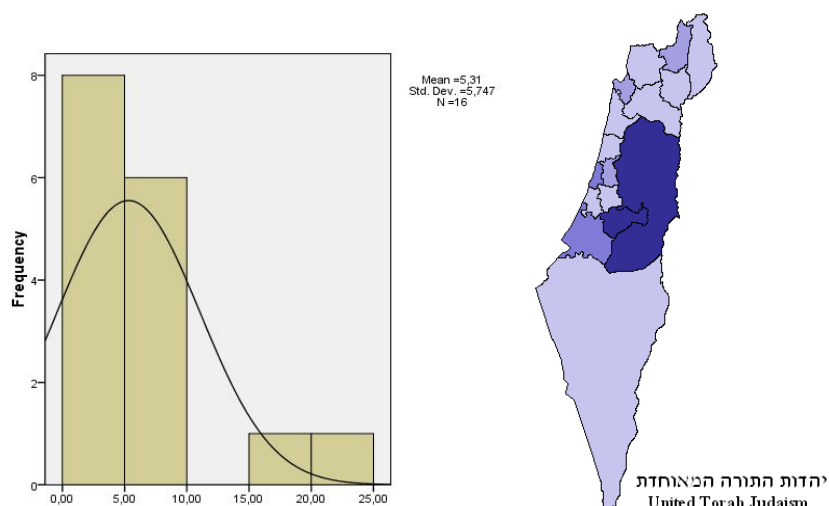 Frequency
8
6
4
2
0
0,00
5,00
10,00
15,00
20,00
25,00
Mean =5,31
Std. Dev. =5,747
N =16
יהדות התורה המאוחדת
United Torah Judaism